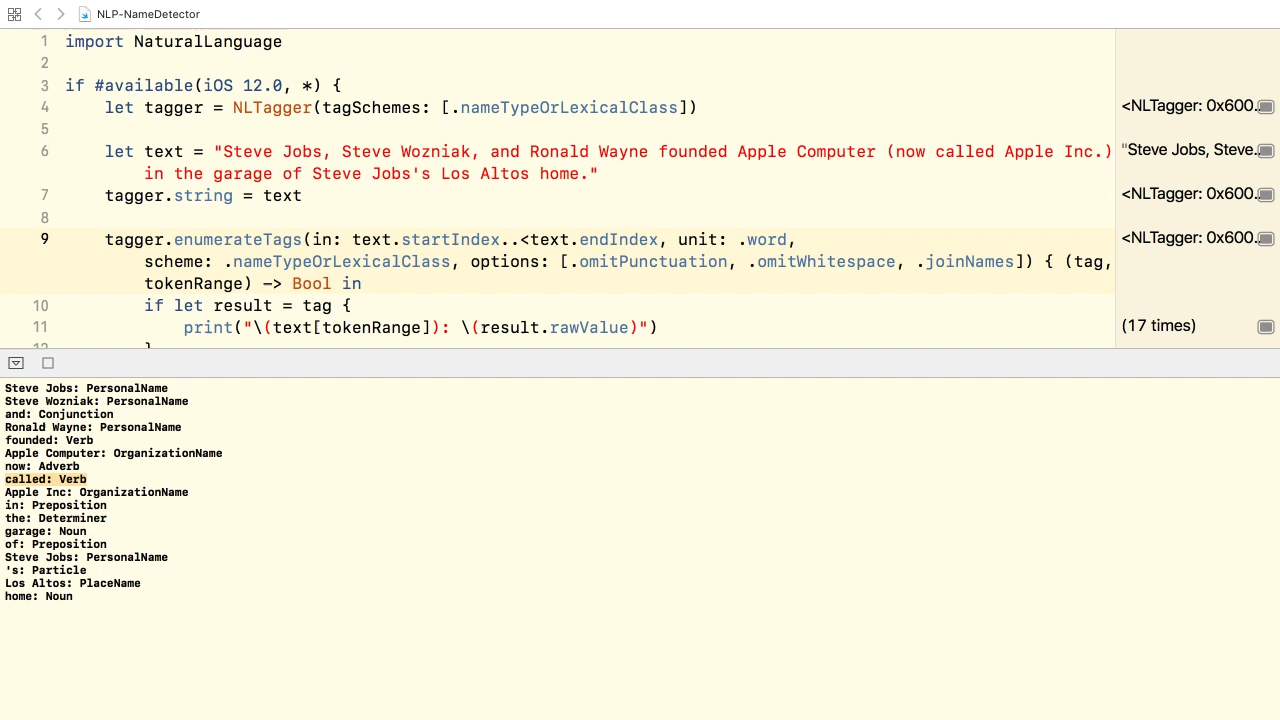 NLP-NameDetector
1 import NaturalLanguage
2
3 if #available(iOS 12.0, *) {
4 let tagger = NLTagger(tagSchemes: [.nameTypeOrLexicalClass])
<NLTagger: 0x600..
5
6 let text = "Steve Jobs, Steve Wozniak, and Ronald Wayne founded Apple Computer (now called Apple Inc.)
"Steve Jobs, Steve..
in the garage of Steve Jobs's Los Altos home."
7 tagger.string = text
<NLTagger: 0x600..
8
9 tagger.enumerateTags(in: text.startIndex..<text.endIndex, unit: .word,
<NLTagger: 0x600..
scheme: .nameTypeOrLexicalClass, options: [.omitPunctuation, .omitWhitespace, .joinNames]) { (tag,
tokenRange) -> Bool in
10 if let result = tag {
11 print("\(text[tokenRange]): \(result.rawValue)")
(17 times)
12 }
Steve Jobs: PersonalName
Steve Wozniak: PersonalName
and: Conjunction
Ronald Wayne: PersonalName
founded: Verb
Apple Computer: OrganizationName
now: Adverb
called: Verb
Apple Inc: OrganizationName
in: Preposition
the: Determiner
garage: Noun
of: Preposition
Steve Jobs: PersonalName
's: Particle
Los Altos: PlaceName
home: Noun